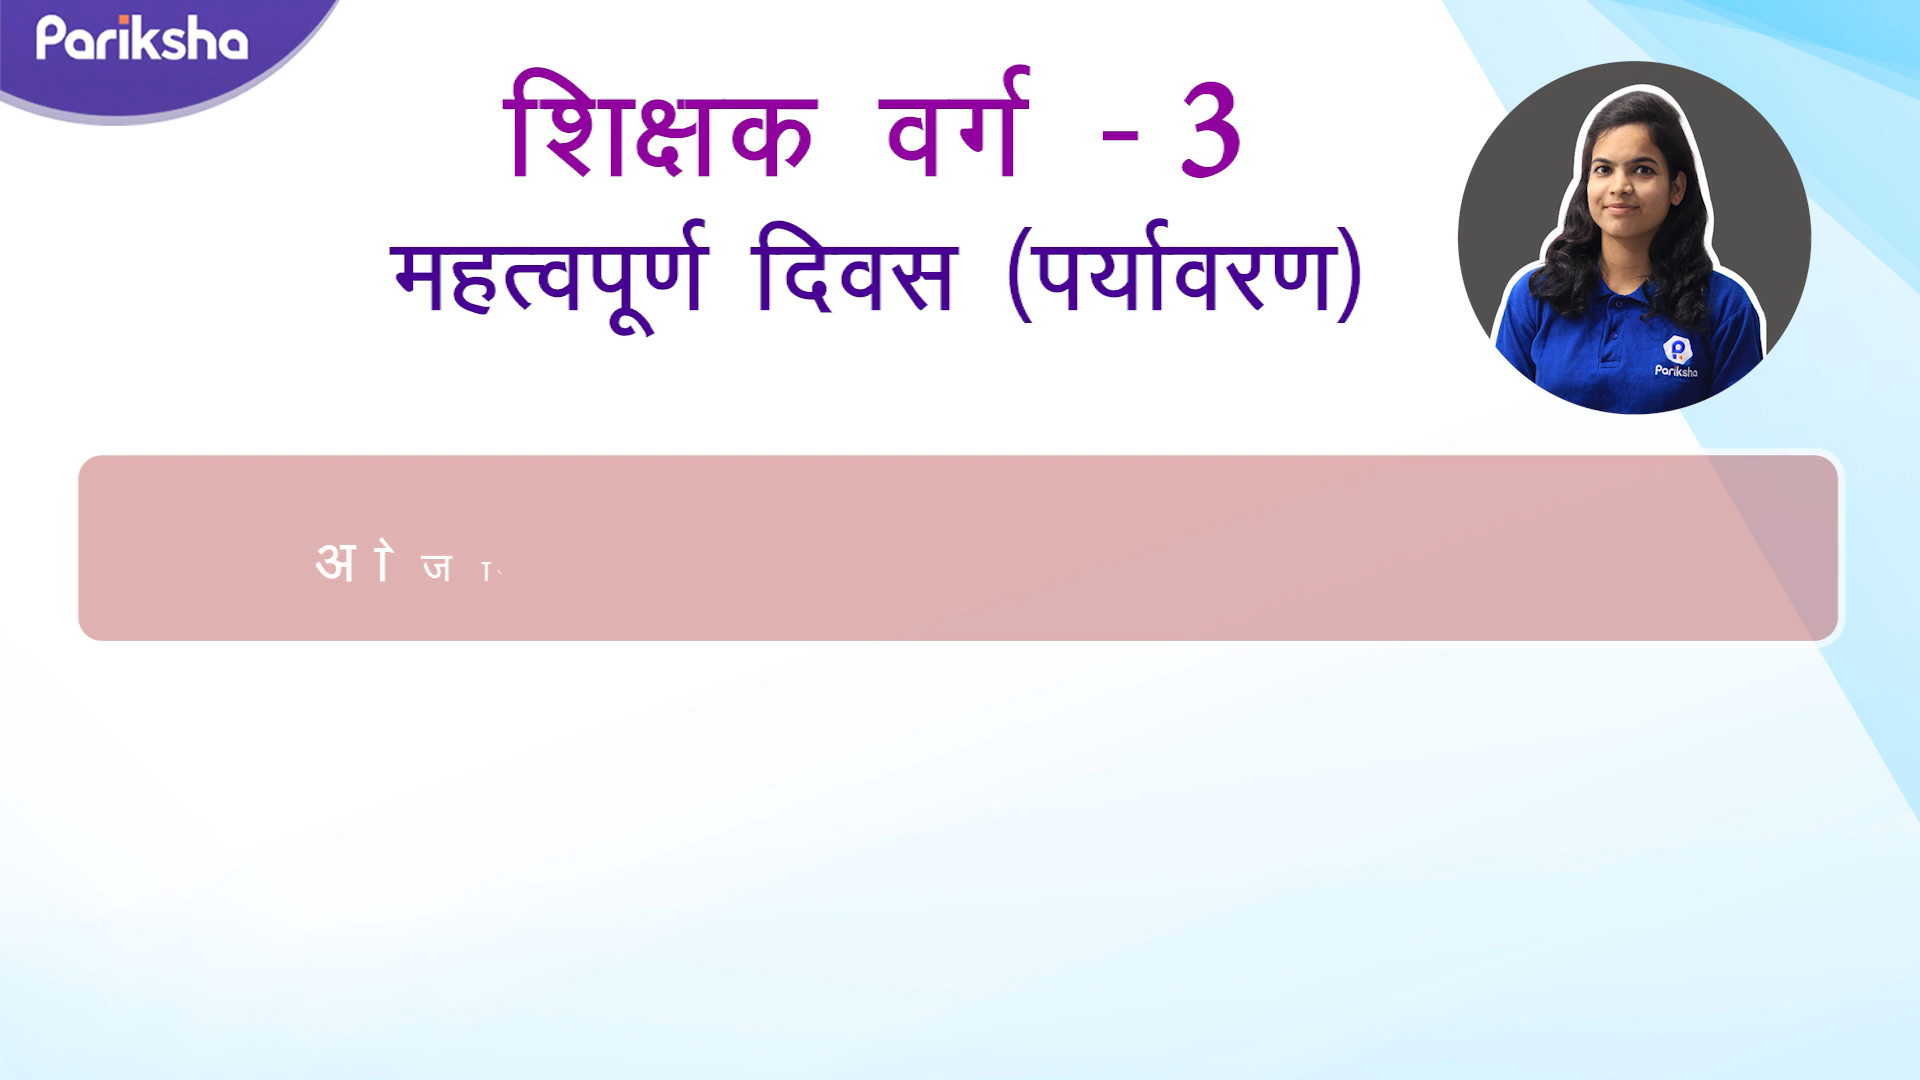 Pariksha
शिक्षक वर्ग - 3
महत्वपूर्ण दिवस (पर्यावरण)
Pariksha
ओ ज ा